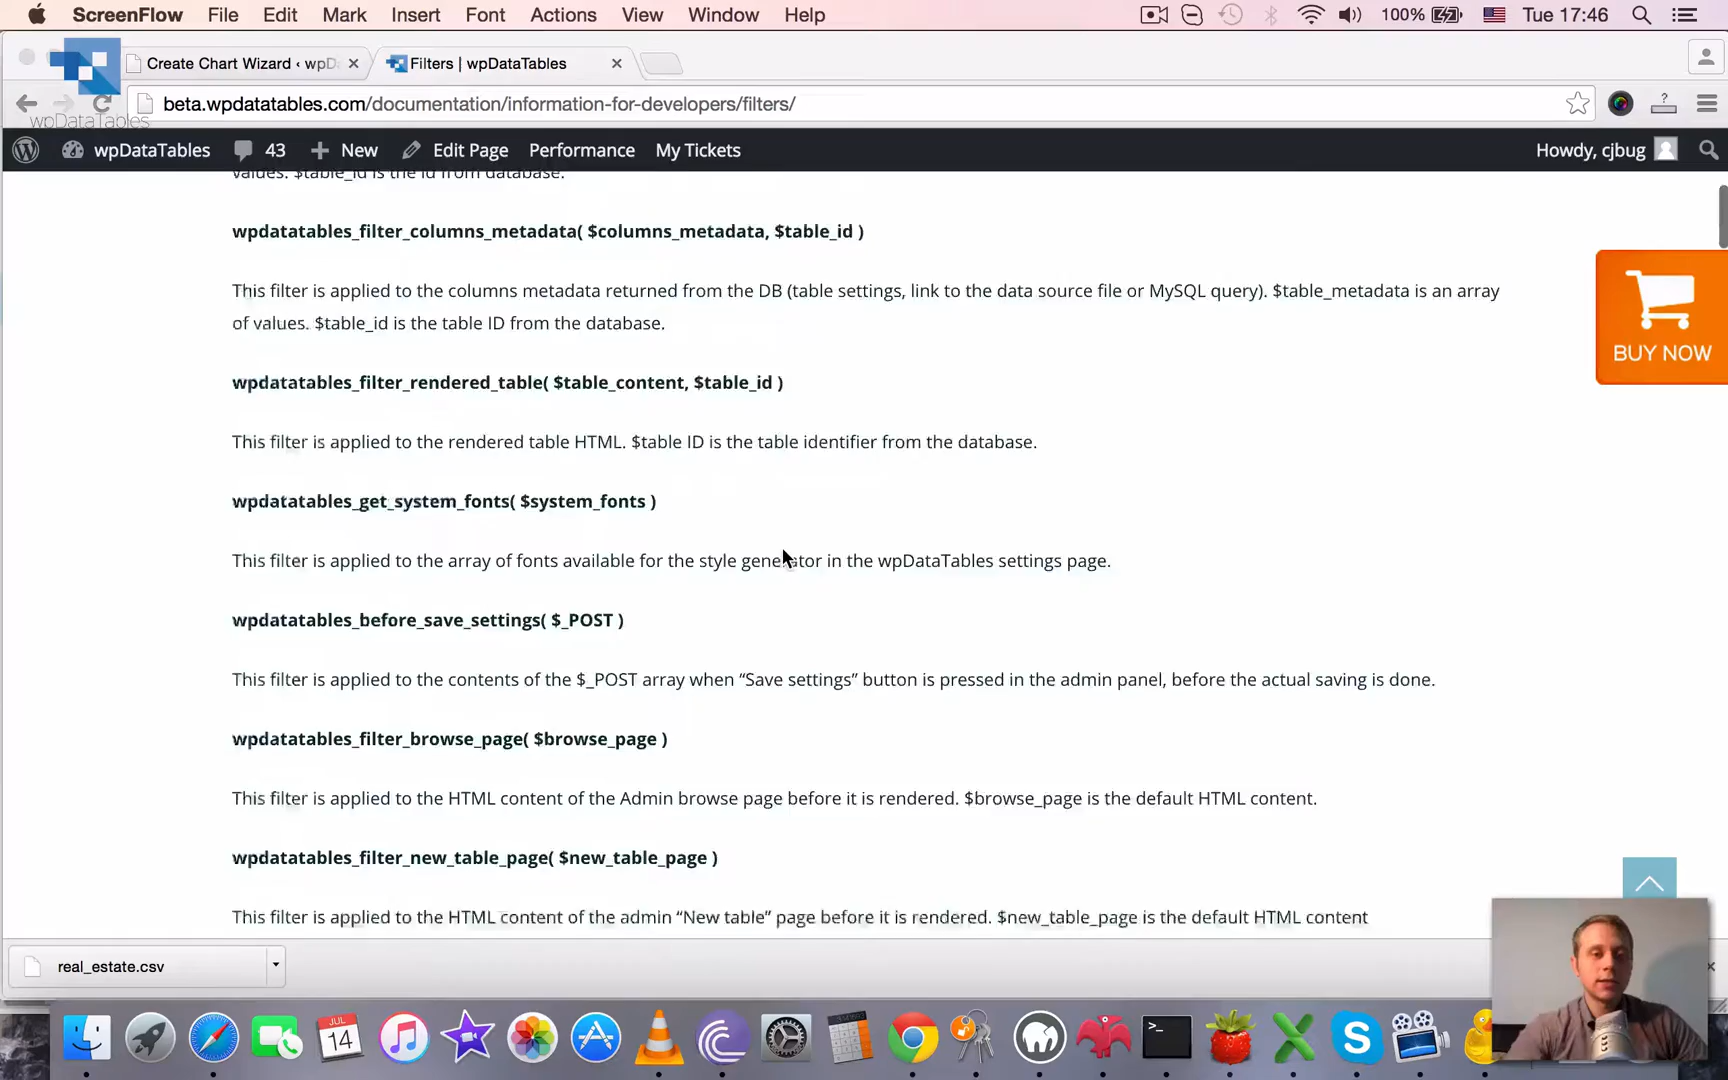 ScreenFlow File Edit Mark Insert Font Actions View Window Help 100% Tue 17:46
Create Chart Wizard ‹ wpD Filters | wpDataTables
beta.wpdatatables.com/documentation/information-for-developers/filters/
wpDataTables
wpDataTables 43 New Edit Page Performance My Tickets Howdy, cjbug
values. $table_id is the id from database.
wpdatatables_filter_columns_metadata( $columns_metadata, $table_id )
This filter is applied to the columns metadata returned from the DB (table settings, link to the data source file or MySQL query). $table_metadata is an array
of values. $table_id is the table ID from the database.
BUY NOW
wpdatatables_filter_rendered_table( $table_content, $table_id )
This filter is applied to the rendered table HTML. $table ID is the table identifier from the database.
wpdatatables_get_system_fonts( $system_fonts )
This filter is applied to the array of fonts available for the style generator in the wpDataTables settings page.
wpdatatables_before_save_settings( $_POST )
This filter is applied to the contents of the $_POST array when “Save settings” button is pressed in the admin panel, before the actual saving is done.
wpdatatables_filter_browse_page( $browse_page )
This filter is applied to the HTML content of the Admin browse page before it is rendered. $browse_page is the default HTML content.
wpdatatables_filter_new_table_page( $new_table_page )
This filter is applied to the HTML content of the admin “New table” page before it is rendered. $new_table_page is the default HTML content
real_estate.csv
JUL
14